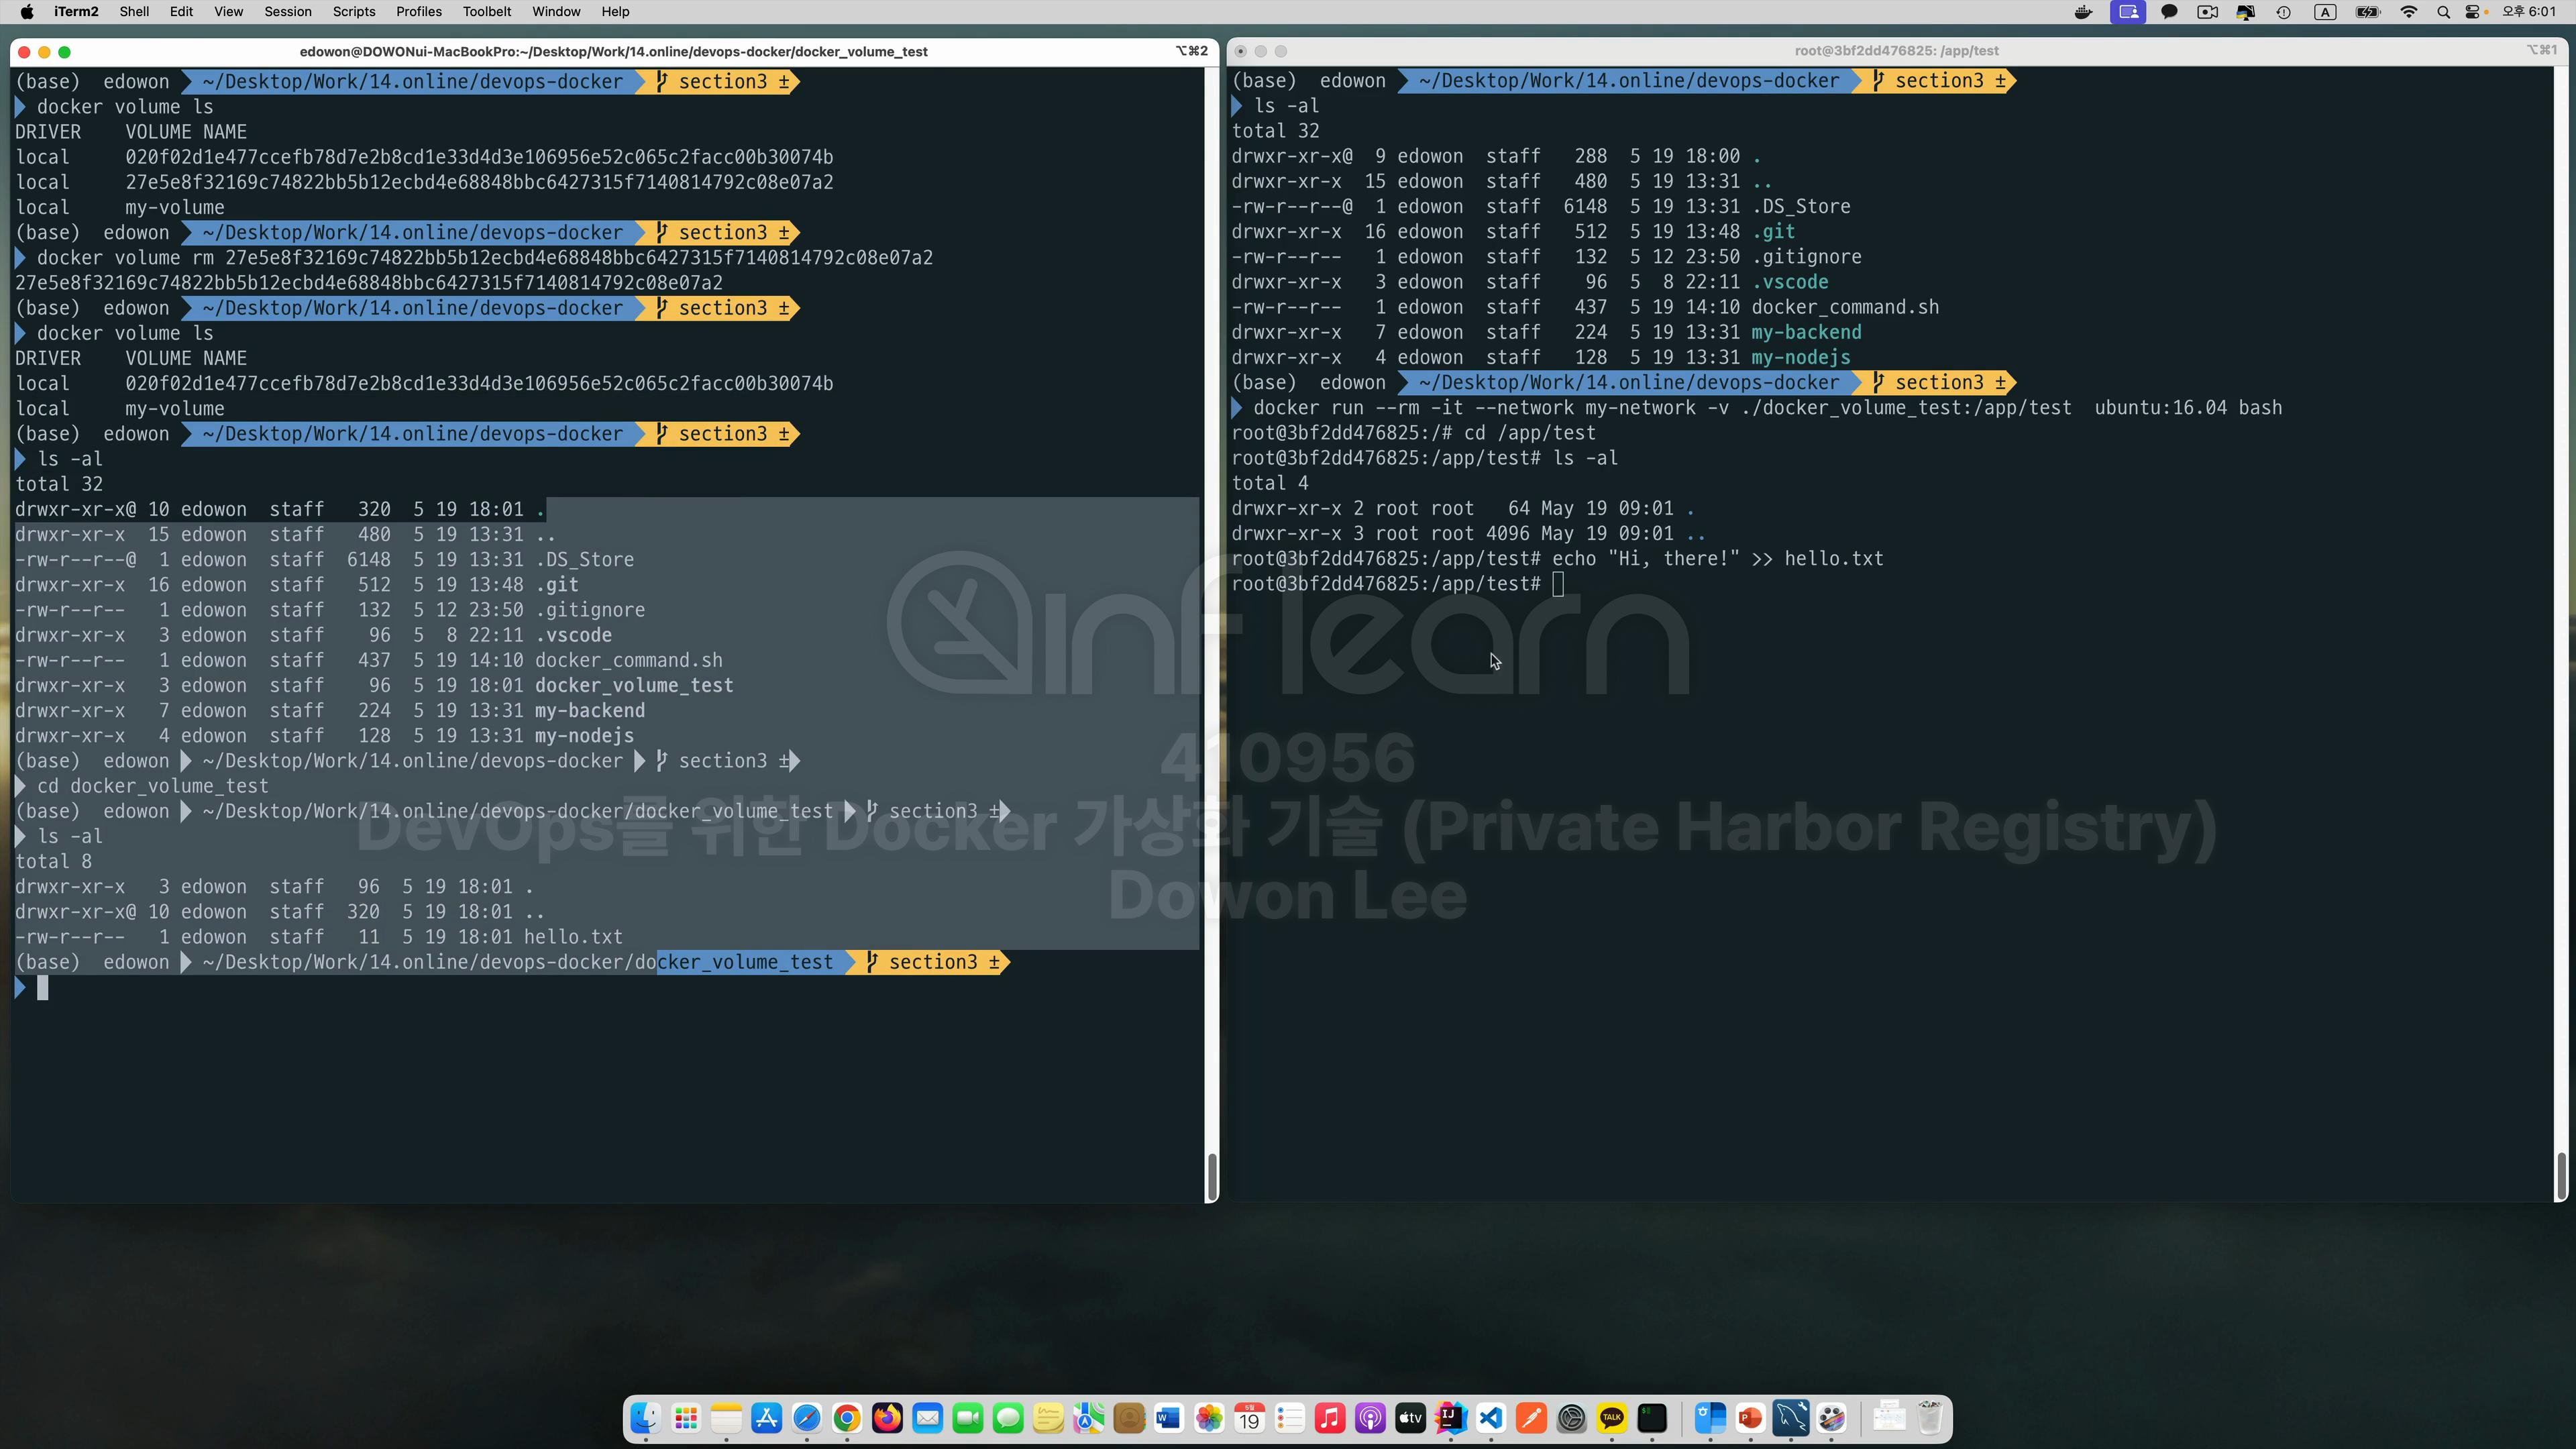 iTerm2 Shell Edit View Session Scripts Profiles Toolbelt Window Help
A 오후 6:01
edowon@DOWONui-MacBookPro:~/Desktop/Work/14.online/devops-docker/docker_volume_test ⌥⌘2
(base) edowon ~/Desktop/Work/14.online/devops-docker section3 ±
docker volume ls
DRIVER VOLUME NAME
local 020f02d1e477ccefb78d7e2b8cd1e33d4d3e106956e52c065c2facc00b30074b
local 27e5e8f32169c74822bb5b12ecbd4e68848bbc6427315f7140814792c08e07a2
local my-volume
(base) edowon ~/Desktop/Work/14.online/devops-docker section3 ±
docker volume rm 27e5e8f32169c74822bb5b12ecbd4e68848bbc6427315f7140814792c08e07a2
27e5e8f32169c74822bb5b12ecbd4e68848bbc6427315f7140814792c08e07a2
(base) edowon ~/Desktop/Work/14.online/devops-docker section3 ±
docker volume ls
DRIVER VOLUME NAME
local 020f02d1e477ccefb78d7e2b8cd1e33d4d3e106956e52c065c2facc00b30074b
local my-volume
(base) edowon ~/Desktop/Work/14.online/devops-docker section3 ±
ls -al
total 32
drwxr-xr-x@ 10 edowon staff 320 5 19 18:01 .
drwxr-xr-x 15 edowon staff 480 5 19 13:31 ..
-rw-r--r--@ 1 edowon staff 6148 5 19 13:31 .DS_Store
drwxr-xr-x 16 edowon staff 512 5 19 13:48 .git
-rw-r--r-- 1 edowon staff 132 5 12 23:50 .gitignore
drwxr-xr-x 3 edowon staff 96 5 8 22:11 .vscode
-rw-r--r-- 1 edowon staff 437 5 19 14:10 docker_command.sh
drwxr-xr-x 3 edowon staff 96 5 19 18:01 docker_volume_test
drwxr-xr-x 7 edowon staff 224 5 19 13:31 my-backend
drwxr-xr-x 4 edowon staff 128 5 19 13:31 my-nodejs
(base) edowon ~/Desktop/Work/14.online/devops-docker section3 ±
cd docker_volume_test
(base) edowon ~/Desktop/Work/14.online/devops-docker/docker_volume_test section3 ±
ls -al
total 8
drwxr-xr-x 3 edowon staff 96 5 19 18:01 .
drwxr-xr-x@ 10 edowon staff 320 5 19 18:01 ..
-rw-r--r-- 1 edowon staff 11 5 19 18:01 hello.txt
(base) edowon ~/Desktop/Work/14.online/devops-docker/docker_volume_test section3 ±
root@3bf2dd476825: /app/test ⌥⌘1
(base) edowon ~/Desktop/Work/14.online/devops-docker section3 ±
ls -al
total 32
drwxr-xr-x@ 9 edowon staff 288 5 19 18:00 .
drwxr-xr-x 15 edowon staff 480 5 19 13:31 ..
-rw-r--r--@ 1 edowon staff 6148 5 19 13:31 .DS_Store
drwxr-xr-x 16 edowon staff 512 5 19 13:48 .git
-rw-r--r-- 1 edowon staff 132 5 12 23:50 .gitignore
drwxr-xr-x 3 edowon staff 96 5 8 22:11 .vscode
-rw-r--r-- 1 edowon staff 437 5 19 14:10 docker_command.sh
drwxr-xr-x 7 edowon staff 224 5 19 13:31 my-backend
drwxr-xr-x 4 edowon staff 128 5 19 13:31 my-nodejs
(base) edowon ~/Desktop/Work/14.online/devops-docker section3 ±
docker run --rm -it --network my-network -v ./docker_volume_test:/app/test ubuntu:16.04 bash
root@3bf2dd476825:/# cd /app/test
root@3bf2dd476825:/app/test# ls -al
total 4
drwxr-xr-x 2 root root 64 May 19 09:01 .
drwxr-xr-x 3 root root 4096 May 19 09:01 ..
root@3bf2dd476825:/app/test# echo "Hi, there!" >> hello.txt
root@3bf2dd476825:/app/test#
inflearn
410956
DevOps를 위한 Docker 가상화 기술 (Private Harbor Registry)
Dowon Lee
5월
19
tv
IJ
TALK
W
P